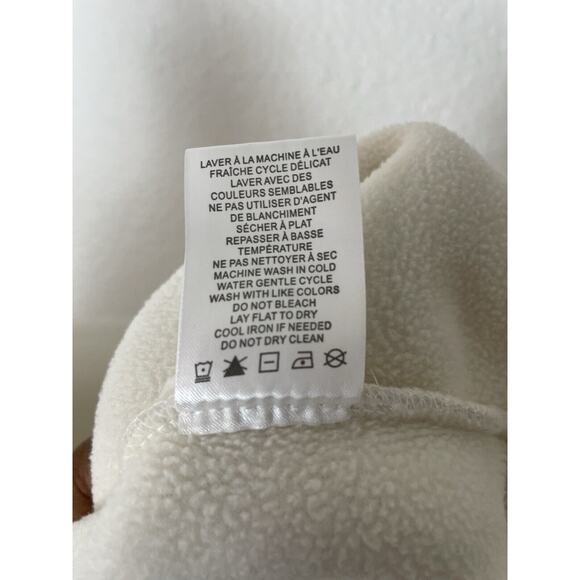 LAVER À LA MACHINE À L'EAU
FRAÎCHE CYCLE DÉLICAT
LAVER AVEC DES
COULEURS SEMBLABLES
NE PAS UTILISER D'AGENT
DE BLANCHIMENT
SÉCHER À PLAT
REPASSER À BASSE
TEMPÉRATURE
NE PAS NETTOYER À SEC
MACHINE WASH IN COLD
WATER GENTLE CYCLE
WASH WITH LIKE COLORS
DO NOT BLEACH
LAY FLAT TO DRY
COOL IRON IF NEEDED
DO NOT DRY CLEAN